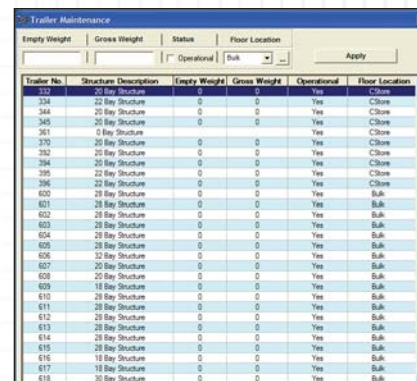 Trailer Maintenance
Empty Weight Gross Weight Status Floor Location
Operational Bulk ... Apply
Trailer No. Structure Description Empty Weight Gross Weight Operational Floor Location
332 20 Bay Structure 0 0 Yes CStore
334 22 Bay Structure 0 0 Yes CStore
344 20 Bay Structure 0 0 Yes CStore
345 20 Bay Structure 0 0 Yes CStore
361 0 Bay Structure Yes CStore
370 20 Bay Structure 0 0 Yes CStore
392 20 Bay Structure 0 0 Yes CStore
394 20 Bay Structure 0 0 Yes CStore
395 22 Bay Structure 0 0 Yes CStore
396 22 Bay Structure 0 0 Yes CStore
600 28 Bay Structure 0 0 Yes Bulk
601 28 Bay Structure 0 0 Yes Bulk
602 28 Bay Structure 0 0 Yes Bulk
603 28 Bay Structure 0 0 Yes Bulk
604 28 Bay Structure 0 0 Yes Bulk
605 28 Bay Structure 0 0 Yes Bulk
606 32 Bay Structure 0 0 Yes Bulk
607 20 Bay Structure 0 0 Yes Bulk
608 20 Bay Structure 0 0 Yes Bulk
609 18 Bay Structure 0 0 Yes Bulk
610 28 Bay Structure 0 0 Yes Bulk
611 28 Bay Structure 0 0 Yes Bulk
612 28 Bay Structure 0 0 Yes Bulk
613 28 Bay Structure 0 0 Yes Bulk
614 28 Bay Structure 0 0 Yes Bulk
615 28 Bay Structure 0 0 Yes Bulk
616 18 Bay Structure 0 0 Yes Bulk
617 18 Bay Structure 0 0 Yes Bulk
618 30 Bay Structure 0 0 Yes Bulk